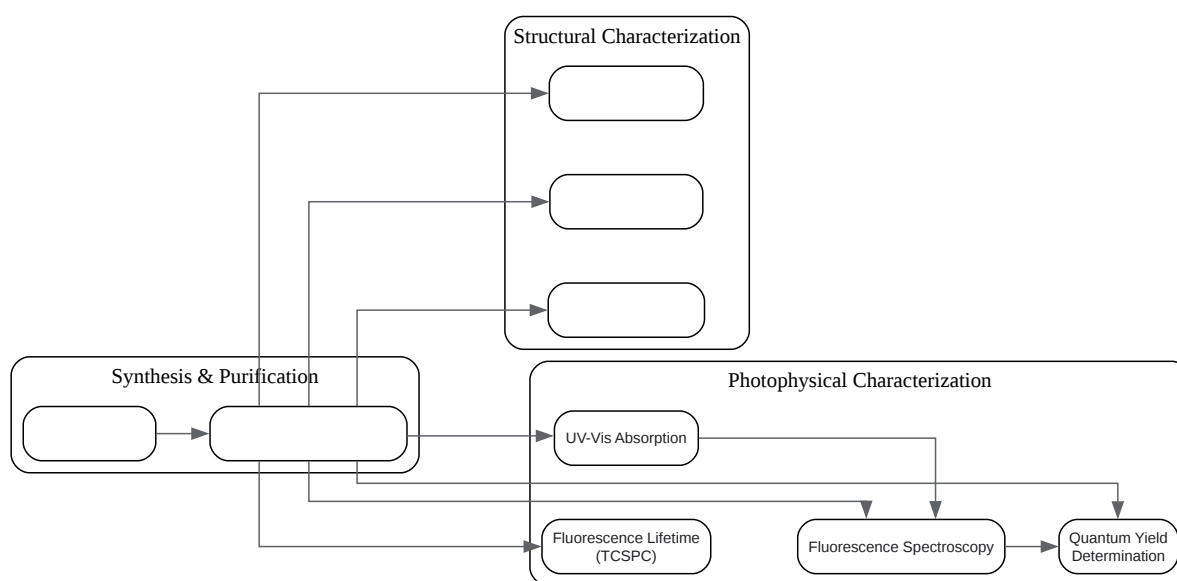 Structural Characterization
Synthesis & Purification
Photophysical Characterization
UV-Vis Absorption
Fluorescence Lifetime
(TCSPC)
Fluorescence Spectroscopy
Quantum Yield
Determination